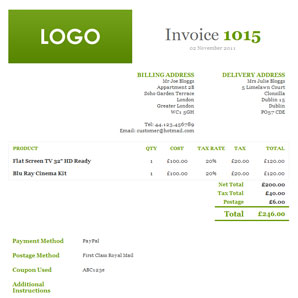 LOGO
Invoice 1015
02 November 2011
BILLING ADDRESS
Mr Joe Bloggs
Appartment 2B
Soho Garden Terrace
London
Greater London
WC1 5GH
Tel: 44.123.456789
Email: customer@hotmail.com
DELIVERY ADDRESS
Mrs Julie Bloggs
5 Limelawn Court
Clonsilla
Dublin 15
Dublin
PO97 CDE
PRODUCT QTY COST TAX RATE TAX TOTAL
Flat Screen TV 32" HD Ready 1 £100.00 20% £20.00 £120.00
Blu Ray Cinema Kit 1 £100.00 20% £20.00 £120.00
Net Total £200.00
Tax Total £40.00
Postage £6.00
Total £246.00
Payment Method PayPal
Postage Method First Class Royal Mail
Coupon Used ABC1232
Additional
Instructions